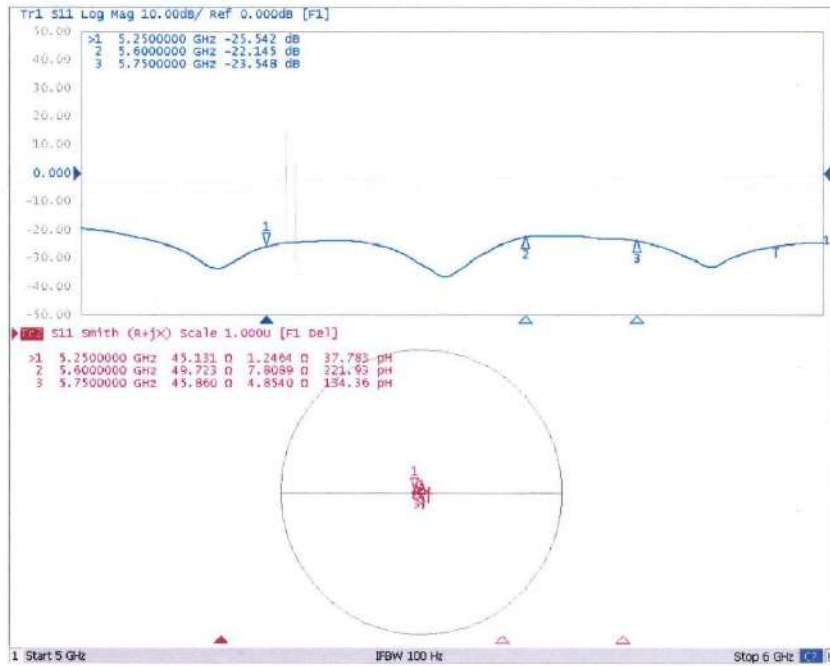 Tr1 S11 Log Mag 10.00dB/ Ref 0.000dB [F1]
50.00
>1 5.2500000 GHz -25.542 dB
2 5.6000000 GHz -22.145 dB
3 5.7500000 GHz -23.548 dB
40.00
30.00
20.00
10.00
0.000
-10.00
-20.00
-30.00
-40.00
-50.00
1
2
3
1
Tr2 S11 Smith (R+jX) Scale 1.000U [F1 Del]
>1 5.2500000 GHz 45.131 Ω 1.2464 Ω 37.783 pH
2 5.6000000 GHz 49.723 Ω 7.8089 Ω 221.93 pH
3 5.7500000 GHz 45.860 Ω 4.8540 Ω 134.36 pH
1
1 Start 5 GHz IFBW 100 Hz Stop 6 GHz C?